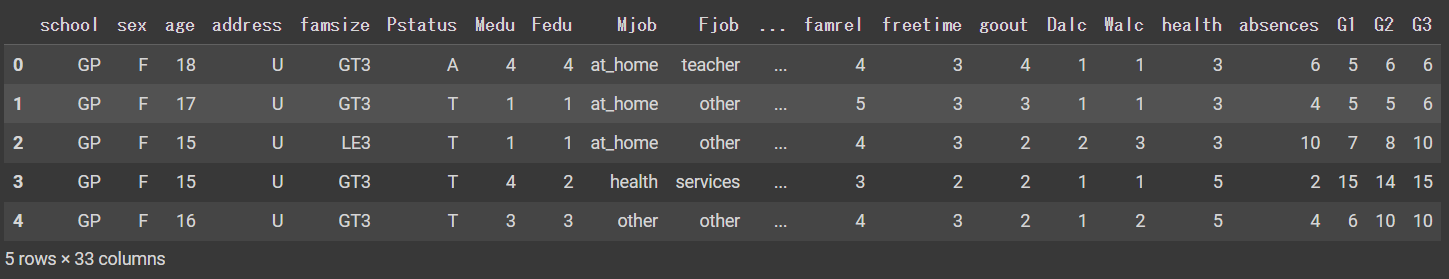 school sex age address famsize Pstatus Medu Fedu Mjob Fjob ... famrel freetime goout Dalc Walc health absences G1 G2 G3
0 GP F 18 U GT3 A 4 4 at_home teacher ... 4 3 4 1 1 3 6 5 6 6
1 GP F 17 U GT3 T 1 1 at_home other ... 5 3 3 1 1 3 4 5 5 6
2 GP F 15 U LE3 T 1 1 at_home other ... 4 3 2 2 3 3 10 7 8 10
3 GP F 15 U GT3 T 4 2 health services ... 3 2 2 1 1 5 2 15 14 15
4 GP F 16 U GT3 T 3 3 other other ... 4 3 2 1 2 5 4 6 10 10
5 rows × 33 columns